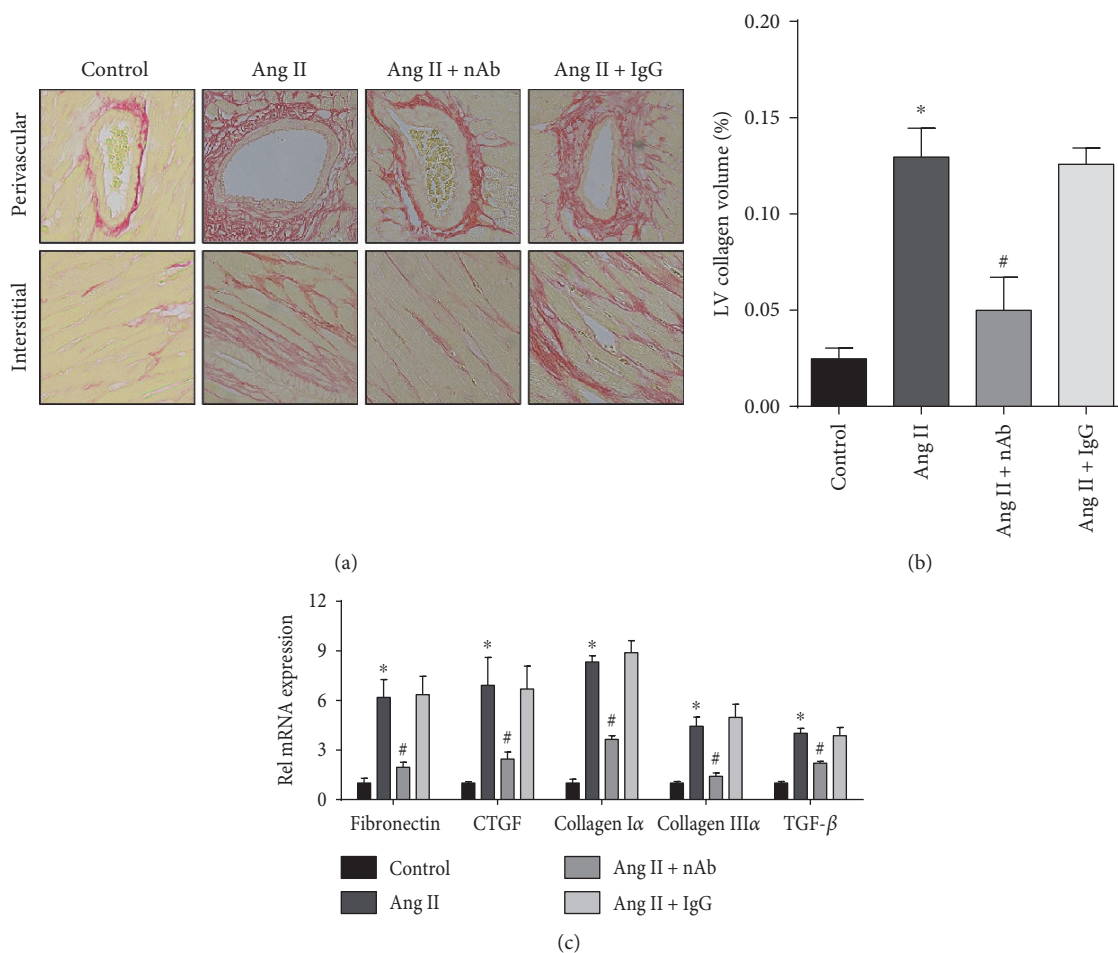 Control
Ang II
Ang II + nAb
Ang II + IgG
Perivascular
Interstitial
(a)
LV collagen volume (%)
0.20
0.15
0.10
0.05
0.00
*
#
Control
Ang II
Ang II + nAb
Ang II + IgG
(b)
Rel mRNA expression
12
9
6
3
0
* # * # * # * # * #
Fibronectin
CTGF
Collagen Iα
Collagen IIIα
TGF-β
Control
Ang II
Ang II + nAb
Ang II + IgG
(c)